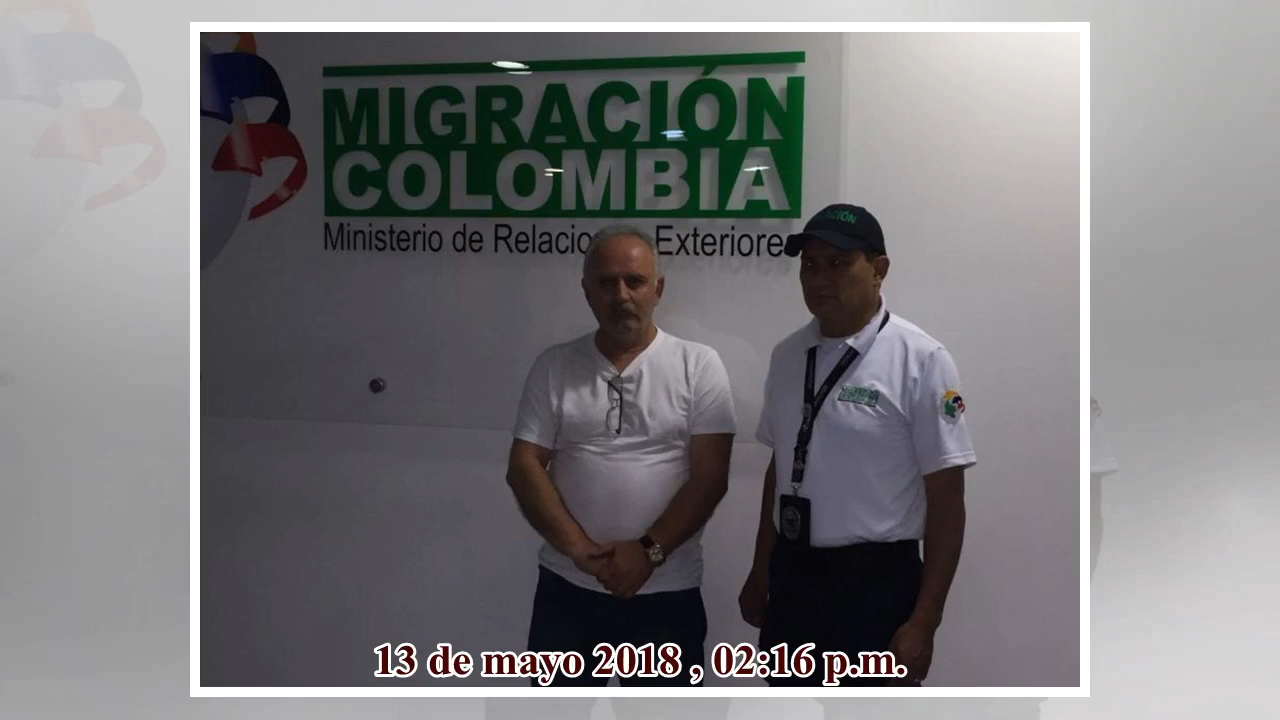 MIGRACIÓN
COLOMBIA
Ministerio de Relacio Exteriore
13 de mayo 2018 , 02:16 p.m.